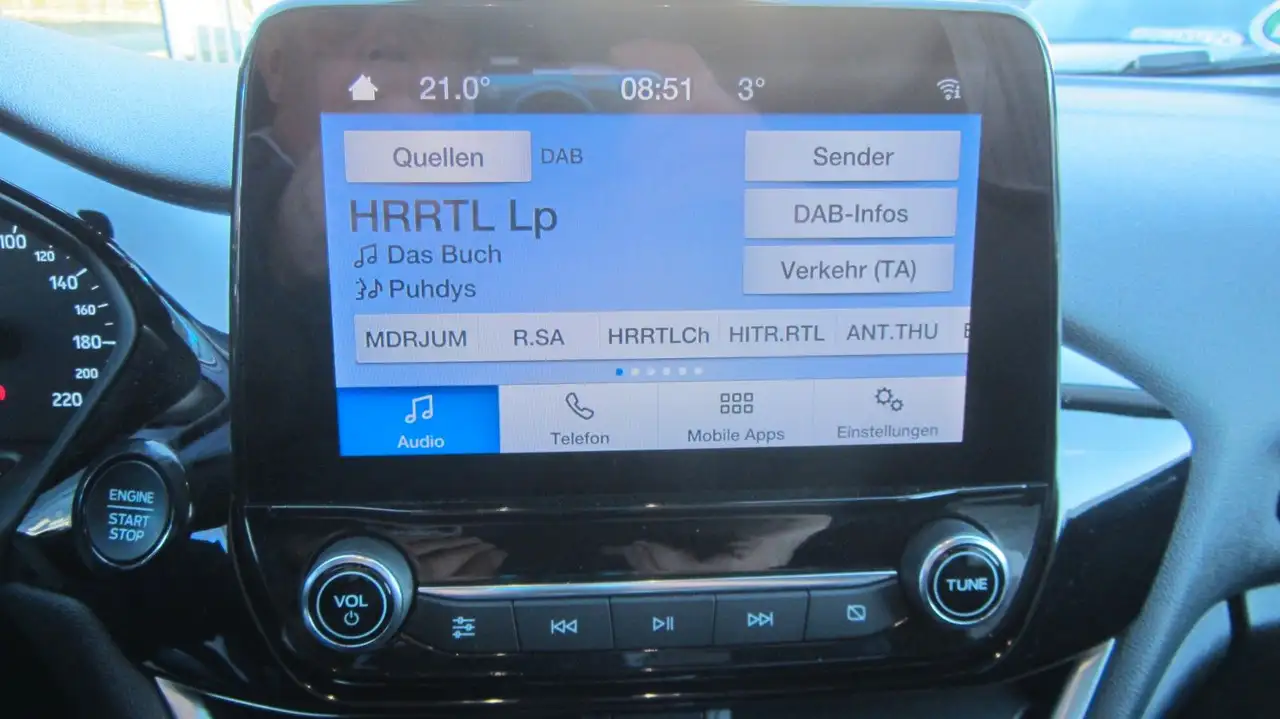 21.0° 08:51 3°
Quellen DAB Sender
HRRTL Lp DAB-Infos
Das Buch
Verkehr (TA)
Puhdys
MDRJUM R.SA HRRTLCh HITR.RTL ANT.THU
Audio Telefon Mobile Apps Einstellungen
100
120
140
160
180
200
220
ENGINE
START
STOP
VOL
TUNE